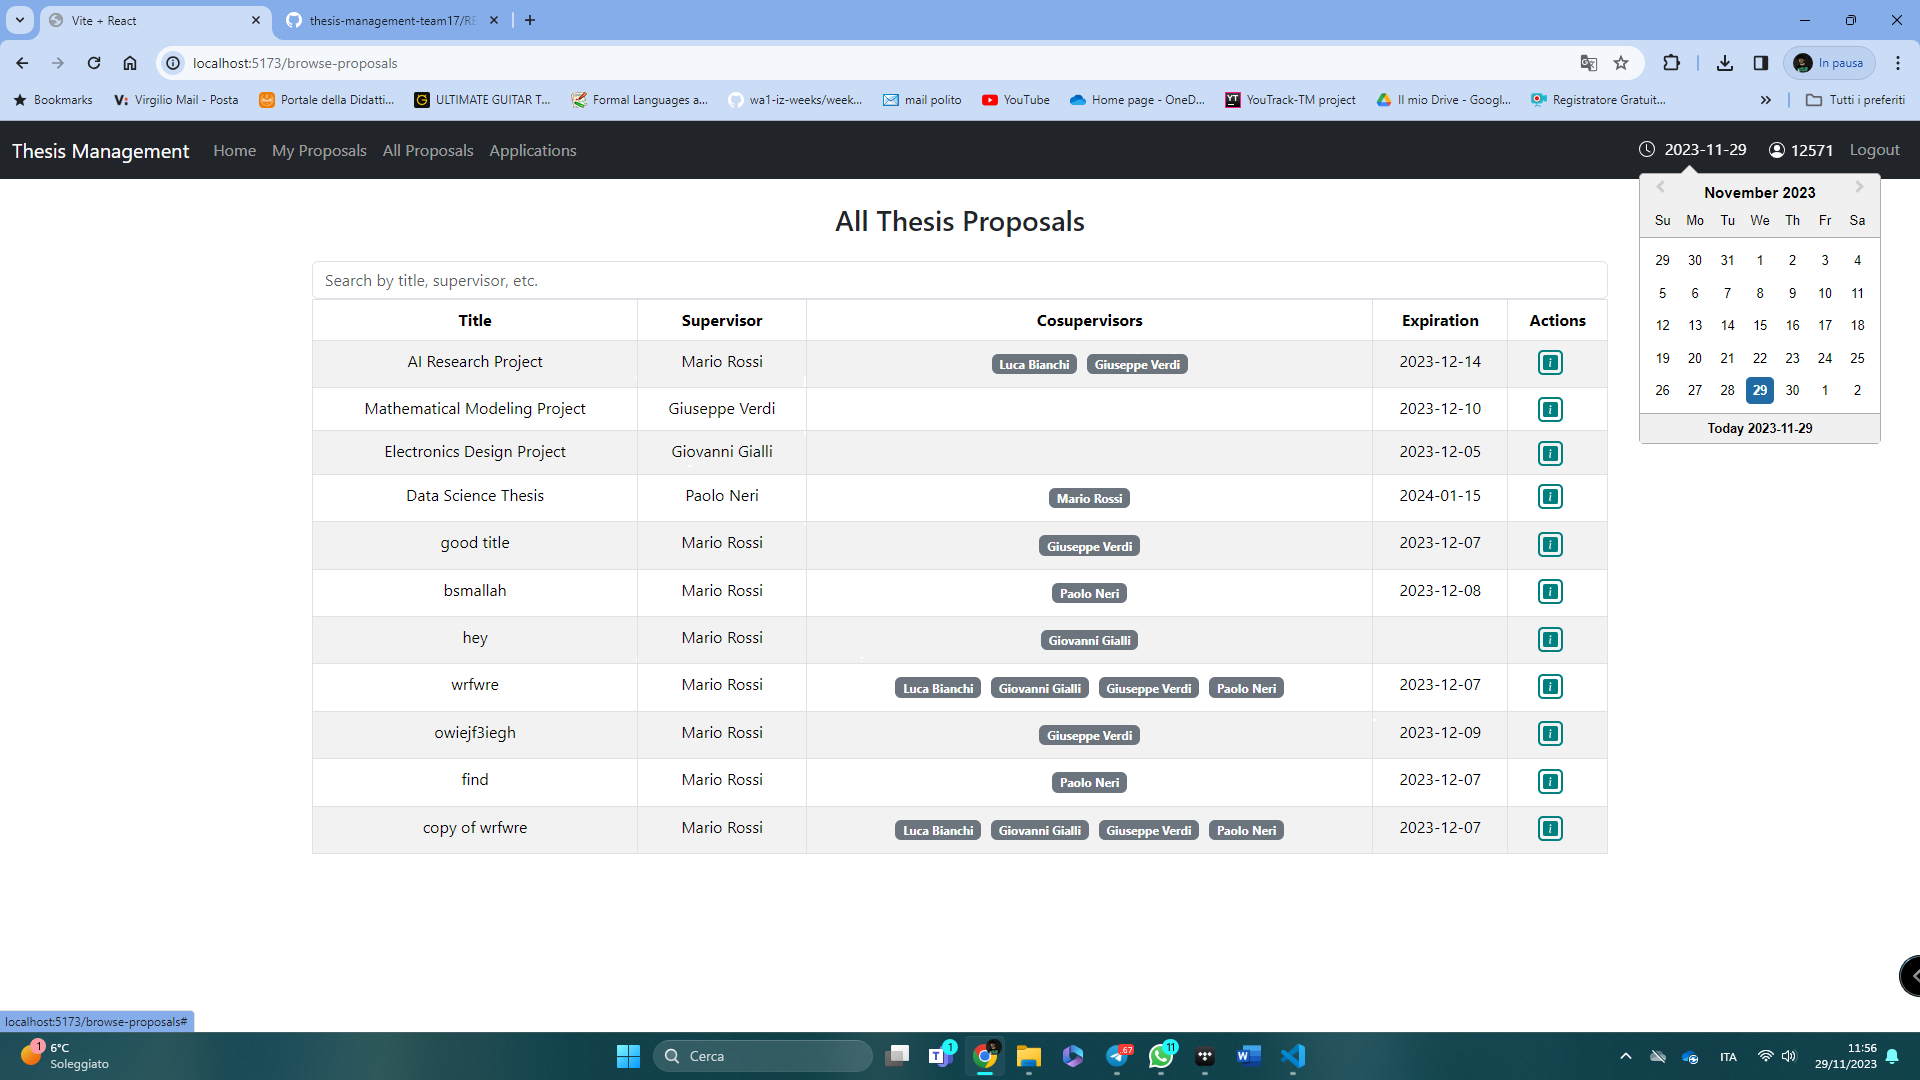 Vite + React
thesis-management-team17/RE
localhost:5173/browse-proposals
In pausa
Bookmarks
Virgilio Mail - Posta
Portale della Didatti...
ULTIMATE GUITAR T...
Formal Languages a...
wa1-iz-weeks/week...
mail polito
YouTube
Home page - OneD...
YouTrack-TM project
Il mio Drive - Googl...
Registratore Gratuit...
»
Tutti i preferiti
Thesis Management
Home
My Proposals
All Proposals
Applications
2023-11-29
12571
Logout
November 2023
Su Mo Tu We Th Fr Sa
29 30 31 1 2 3 4
5 6 7 8 9 10 11
12 13 14 15 16 17 18
19 20 21 22 23 24 25
26 27 28 29 30 1 2
Today 2023-11-29
All Thesis Proposals
Search by title, supervisor, etc.
Title Supervisor Cosupervisors Expiration Actions
AI Research Project Mario Rossi Luca Bianchi Giuseppe Verdi 2023-12-14 i
Mathematical Modeling Project Giuseppe Verdi 2023-12-10 i
Electronics Design Project Giovanni Gialli 2023-12-05 i
Data Science Thesis Paolo Neri Mario Rossi 2024-01-15 i
good title Mario Rossi Giuseppe Verdi 2023-12-07 i
bsmallah Mario Rossi Paolo Neri 2023-12-08 i
hey Mario Rossi Giovanni Gialli i
wrfwre Mario Rossi Luca Bianchi Giovanni Gialli Giuseppe Verdi Paolo Neri 2023-12-07 i
owiejf3iegh Mario Rossi Giuseppe Verdi 2023-12-09 i
find Mario Rossi Paolo Neri 2023-12-07 i
copy of wrfwre Mario Rossi Luca Bianchi Giovanni Gialli Giuseppe Verdi Paolo Neri 2023-12-07 i
localhost:5173/browse-proposals#
1
6°C
Soleggiato
Cerca
1
67
11
ITA
11:56
29/11/2023